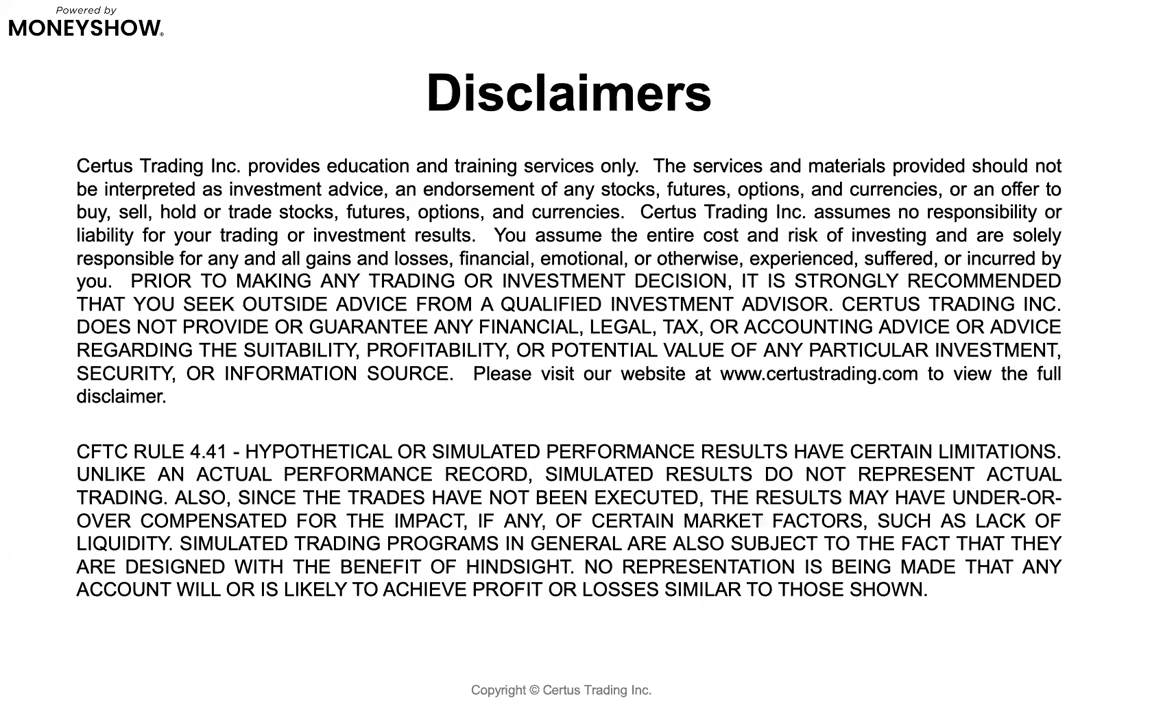 Powered by
MONEYSHOW®
Disclaimers
Certus Trading Inc. provides education and training services only. The services and materials provided should not
be interpreted as investment advice, an endorsement of any stocks, futures, options, and currencies, or an offer to
buy, sell, hold or trade stocks, futures, options, and currencies. Certus Trading Inc. assumes no responsibility or
liability for your trading or investment results. You assume the entire cost and risk of investing and are solely
responsible for any and all gains and losses, financial, emotional, or otherwise, experienced, suffered, or incurred by
you. PRIOR TO MAKING ANY TRADING OR INVESTMENT DECISION, IT IS STRONGLY RECOMMENDED
THAT YOU SEEK OUTSIDE ADVICE FROM A QUALIFIED INVESTMENT ADVISOR. CERTUS TRADING INC.
DOES NOT PROVIDE OR GUARANTEE ANY FINANCIAL, LEGAL, TAX, OR ACCOUNTING ADVICE OR ADVICE
REGARDING THE SUITABILITY, PROFITABILITY, OR POTENTIAL VALUE OF ANY PARTICULAR INVESTMENT,
SECURITY, OR INFORMATION SOURCE. Please visit our website at www.certustrading.com to view the full
disclaimer.
CFTC RULE 4.41 - HYPOTHETICAL OR SIMULATED PERFORMANCE RESULTS HAVE CERTAIN LIMITATIONS.
UNLIKE AN ACTUAL PERFORMANCE RECORD, SIMULATED RESULTS DO NOT REPRESENT ACTUAL
TRADING. ALSO, SINCE THE TRADES HAVE NOT BEEN EXECUTED, THE RESULTS MAY HAVE UNDER-OR-
OVER COMPENSATED FOR THE IMPACT, IF ANY, OF CERTAIN MARKET FACTORS, SUCH AS LACK OF
LIQUIDITY. SIMULATED TRADING PROGRAMS IN GENERAL ARE ALSO SUBJECT TO THE FACT THAT THEY
ARE DESIGNED WITH THE BENEFIT OF HINDSIGHT. NO REPRESENTATION IS BEING MADE THAT ANY
ACCOUNT WILL OR IS LIKELY TO ACHIEVE PROFIT OR LOSSES SIMILAR TO THOSE SHOWN.
Copyright © Certus Trading Inc.